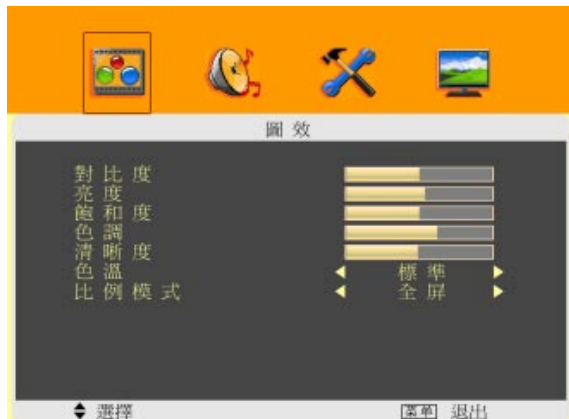 圖效
對比度
亮度
飽和度
色調
清晰度
色溫 標準
比例模式 全屏
選擇 菜单 退出